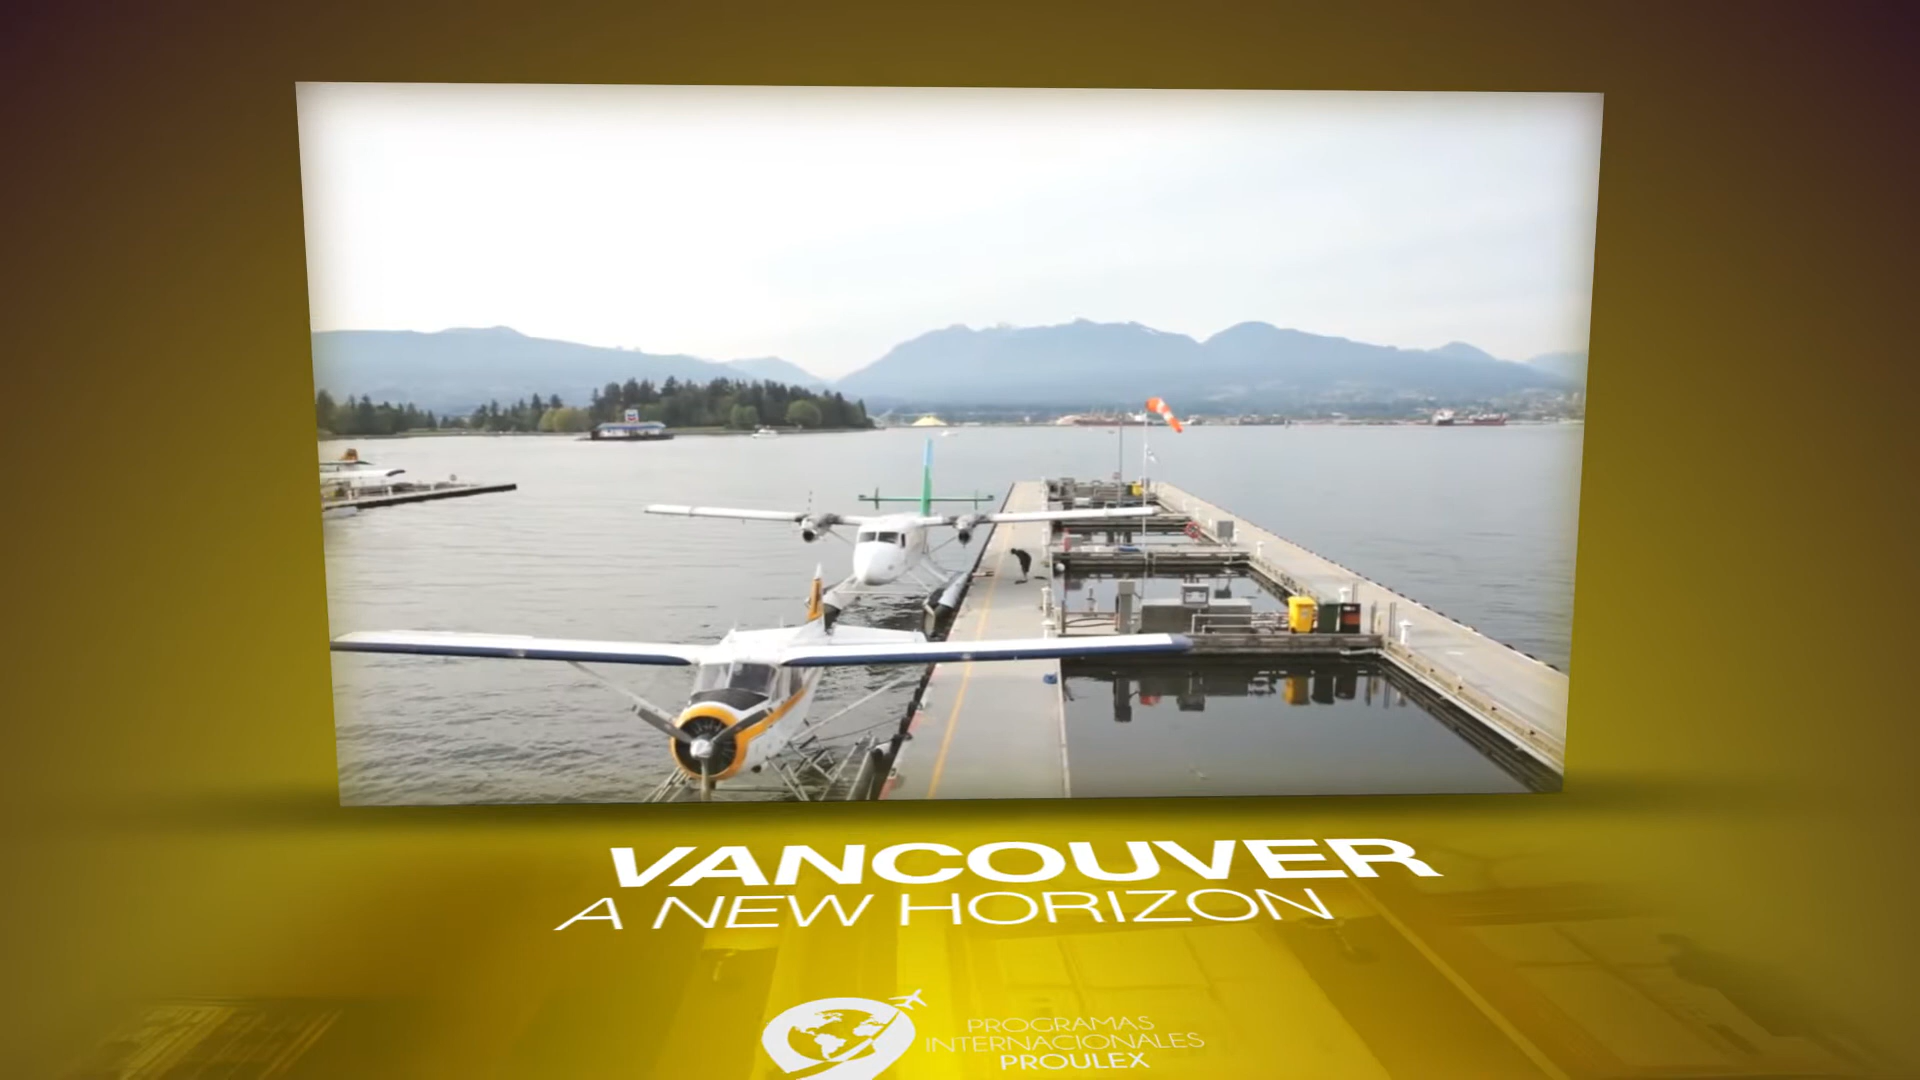 VANCOUVER
A NEW HORIZON
PROGRAMAS
INTERNACIONALES
PROULEX